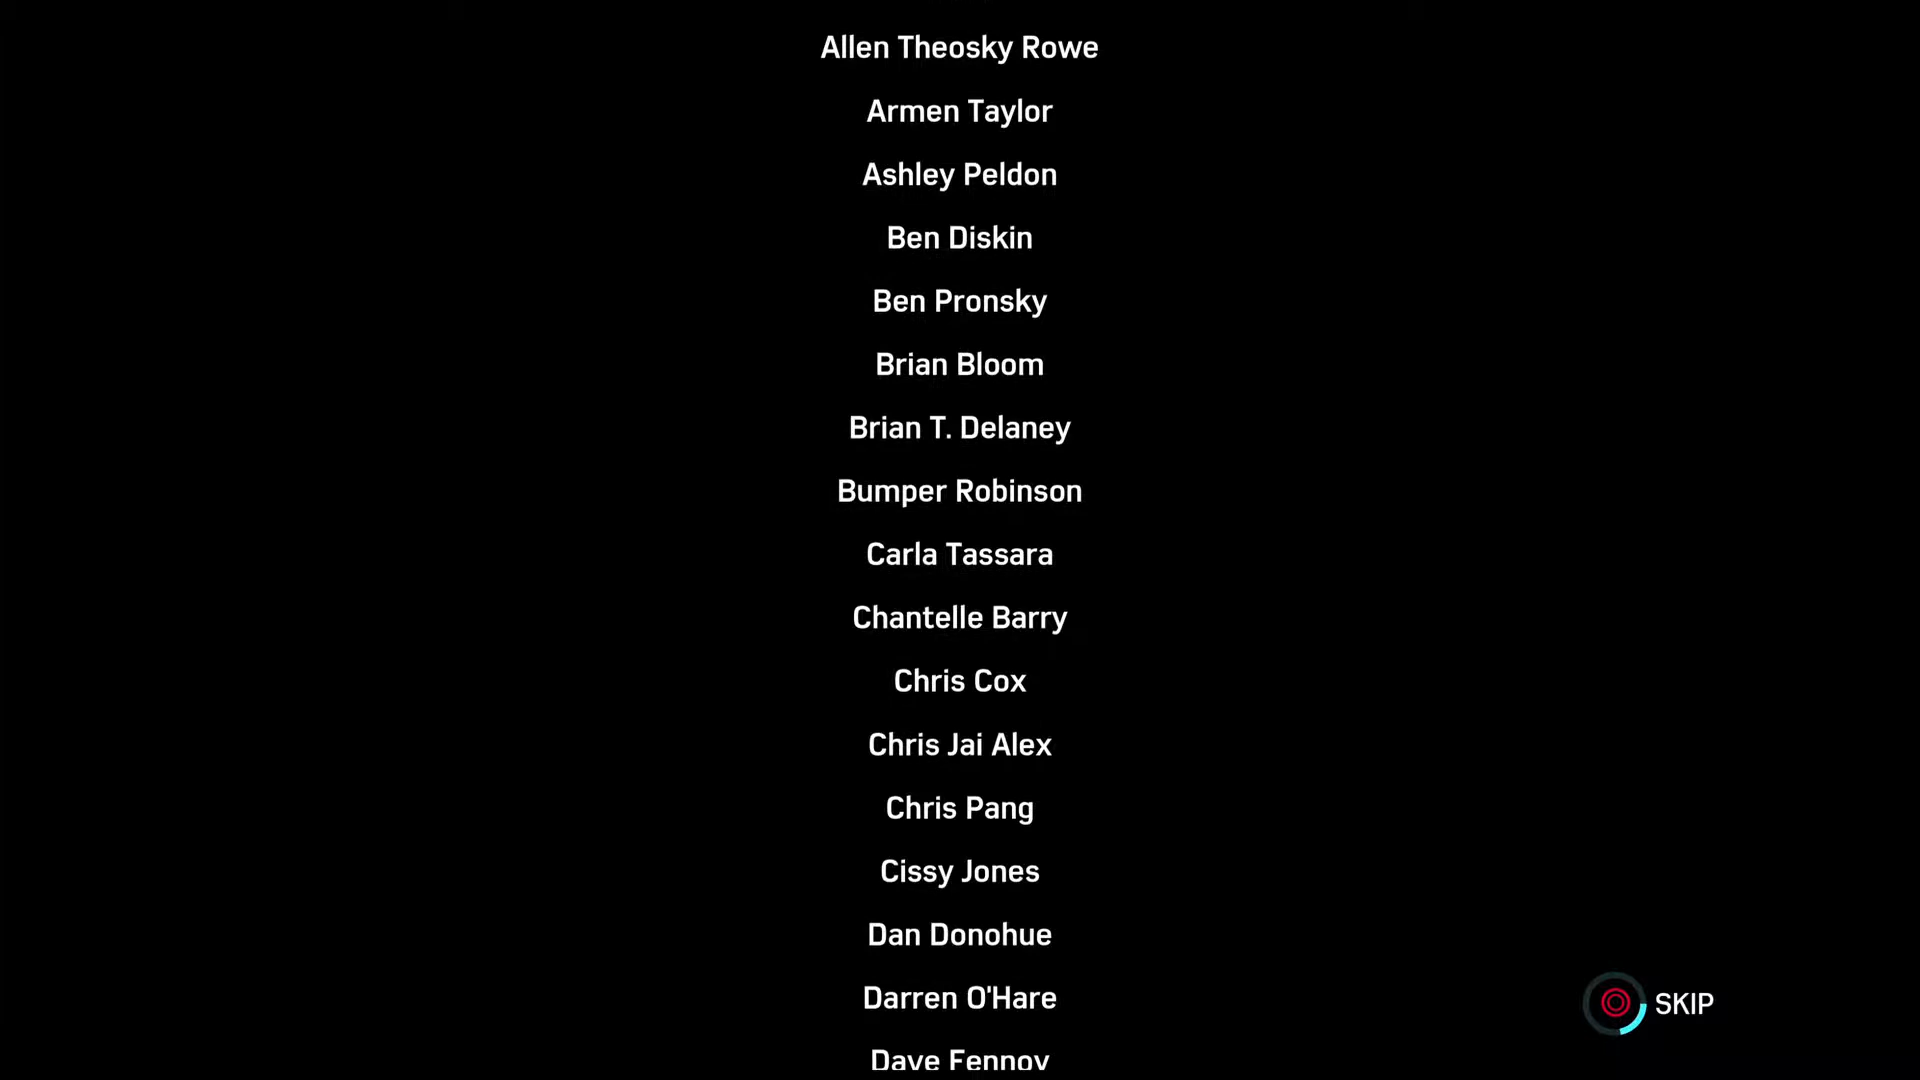 Allen Theosky Rowe
Armen Taylor
Ashley Peldon
Ben Diskin
Ben Pronsky
Brian Bloom
Brian T. Delaney
Bumper Robinson
Carla Tassara
Chantelle Barry
Chris Cox
Chris Jai Alex
Chris Pang
Cissy Jones
Dan Donohue
Darren O'Hare
SKIP
Dave Fennoy